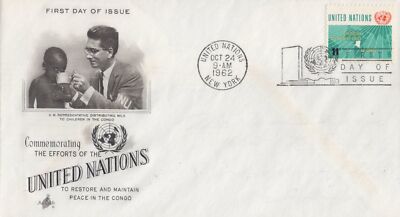 FIRST DAY OF ISSUE
U.N. REPRESENTATIVE DISTRIBUTING MILK
TO CHILDREN IN THE CONGO
Commemorating
THE EFFORTS OF THE
UNITED NATIONS
TO RESTORE AND MAINTAIN
PEACE IN THE CONGO
UNITED NATIONS
OCT 24
9-AM
1962
NEW YORK
UNITED NATIONS
11
DAY OF
ISSUE